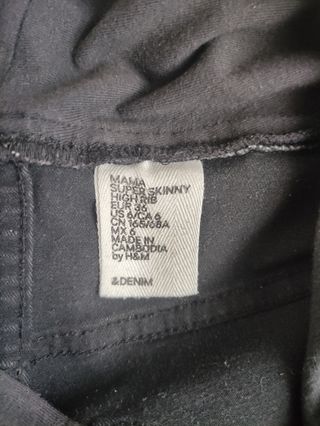 MAMA
SUPER SKINNY
HIGH RIB
EUR 36
US 6/CA 6
CN 165/68A
MX 6
MADE IN
CAMBODIA
by H&M
&DENIM